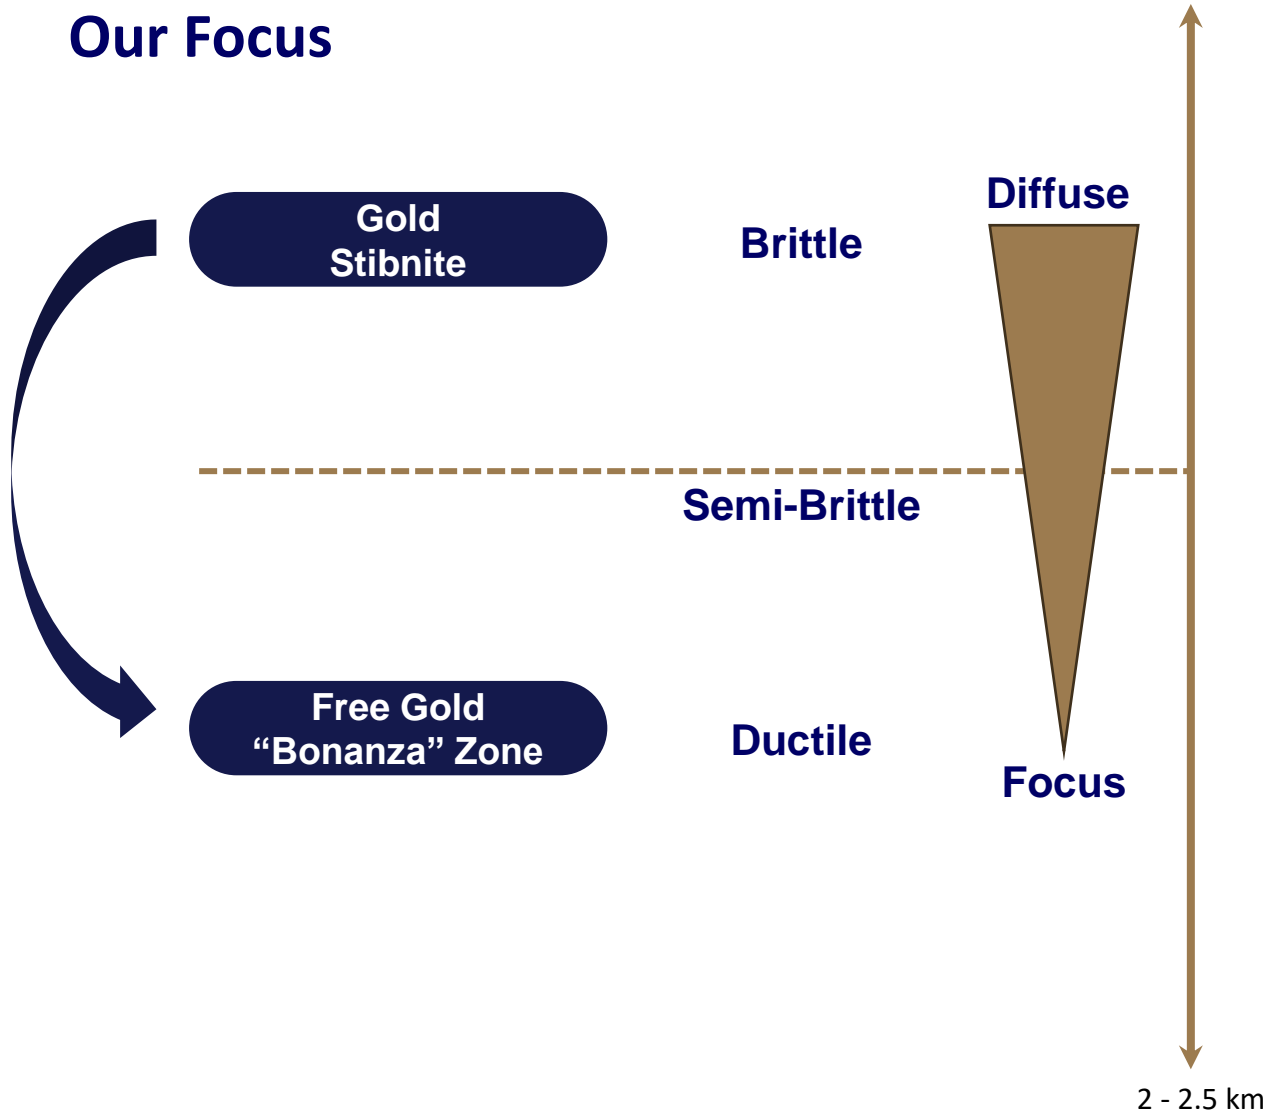 Our Focus
Gold
Stibnite
Brittle
Diffuse
Semi-Brittle
Free Gold
“Bonanza” Zone
Ductile
Focus
2 - 2.5 km